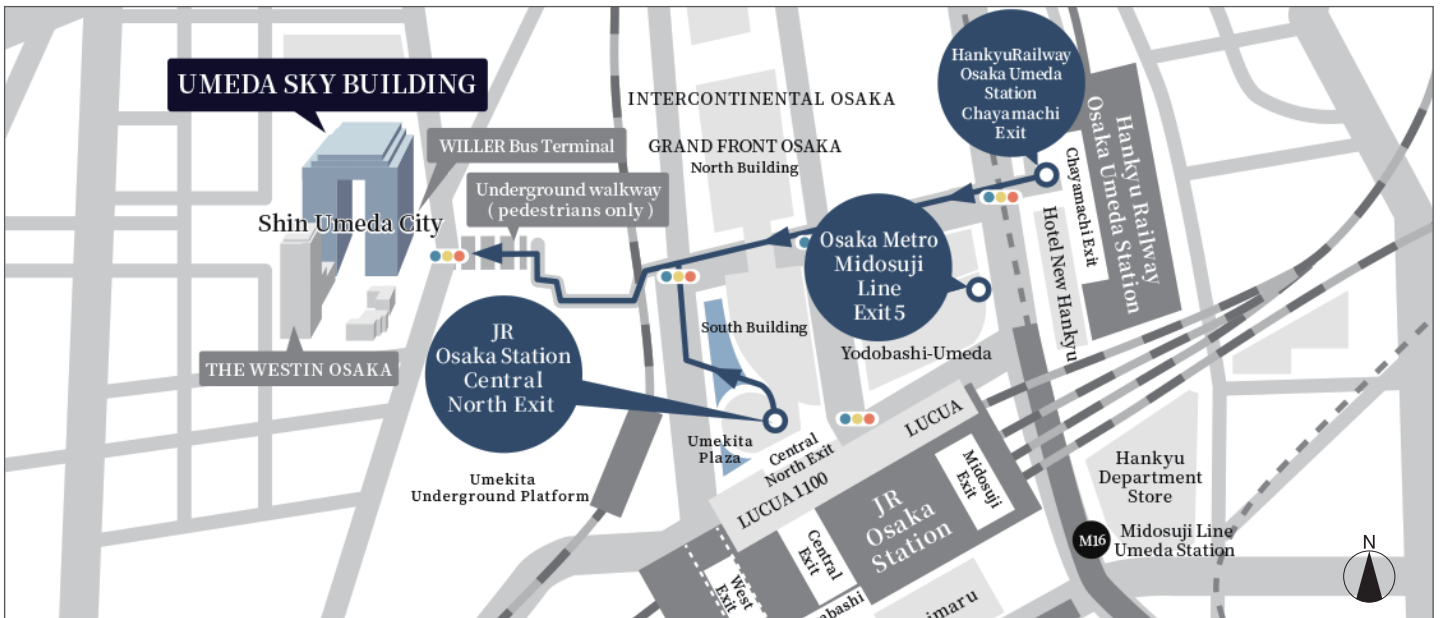 UMEDA SKY BUILDING
WILLER Bus Terminal
Underground walkway
( pedestrians only )
Shin Umeda City
THE WESTIN OSAKA
INTERCONTINENTAL OSAKA
GRAND FRONT OSAKA
North Building
HankyuRailway
Osaka Umeda
Station
Chayamachi
Exit
Hankyu Railway
Osaka Umeda Station
Chayamachi Exit
Hotel New Hankyu
Osaka Metro
Midosuji
Line
Exit5
South Building
Yodobashi-Umeda
JR
Osaka Station
Central
North Exit
Umekita
Plaza
Central
North Exit
LUCUA
LUCUA 1100
Umekita
Underground Platform
Midosuji
Exit
JR
Osaka
Station
Central
Exit
West
Exit
Hankyu
Department
Store
M16
Midosuji Line
Umeda Station
N